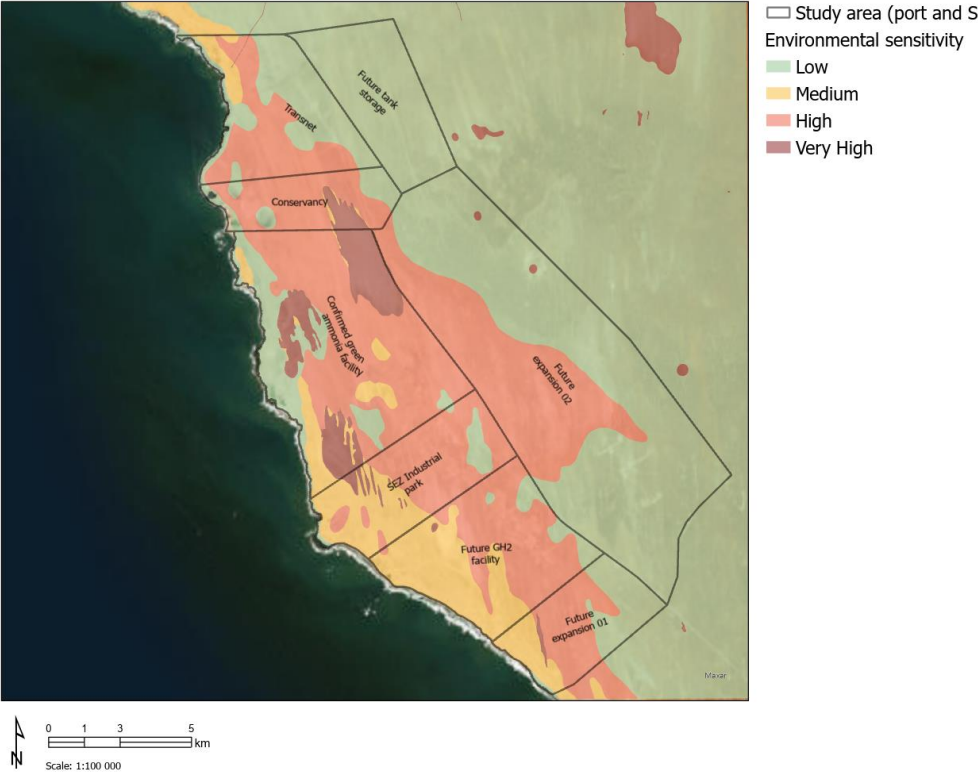 Study area (port and S
Environmental sensitivity
Low
Medium
High
Very High
Future tank
storage
Transnet
Conservancy
Confirmed green
ammonia facility
Future
expansion 02
SEZ Industrial
park
Future GH2
facility
Future
expansion 01
Maxar
N
0 1 3 5
km
Scale: 1:100 000